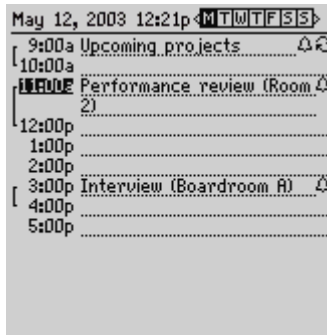 May 12, 2003 12:21p M T W T F S S
9:00a Upcoming projects
10:00a
11:00a Performance review (Room
2)
12:00p
1:00p
2:00p
3:00p Interview (Boardroom A)
4:00p
5:00p